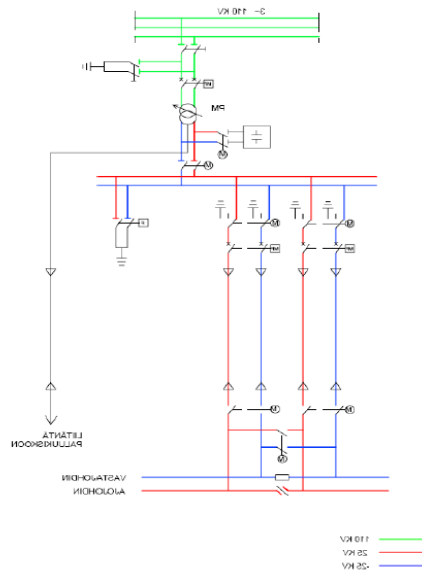 3~ 110 KV
M
PM
M
M
F
M
M
M
M
M
M
M
LIITÄNTÄ
PALUUKISKOON
VASTAJOHDIN
AJOJOHDIN
110 KV
25 KV
-25 KV